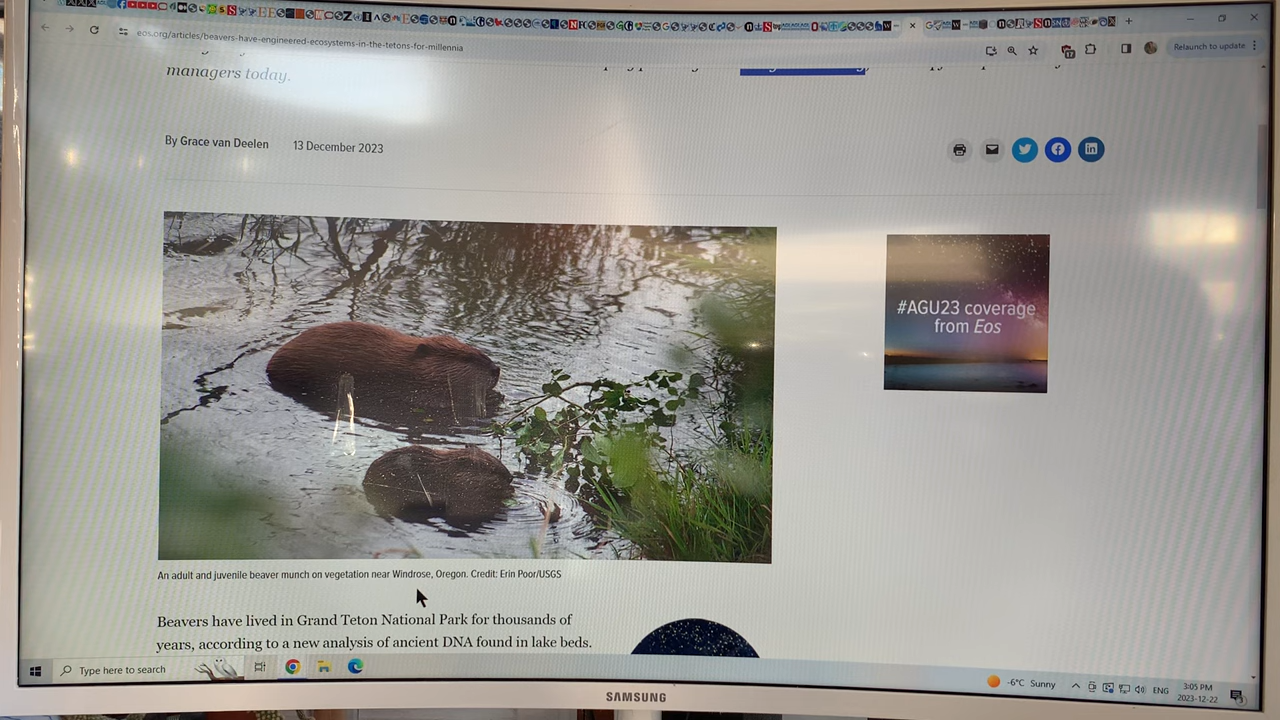 eos.org/articles/beavers-have-engineered-ecosystems-in-the-tetons-for-millennia
Relaunch to update
managers today.
By Grace van Deelen 13 December 2023
#AGU23 coverage
from Eos
An adult and juvenile beaver munch on vegetation near Windrose, Oregon. Credit: Erin Poor/USGS
Beavers have lived in Grand Teton National Park for thousands of
years, according to a new analysis of ancient DNA found in lake beds.
Type here to search
-6°C Sunny
ENG
3:05 PM
2023-12-22
SAMSUNG